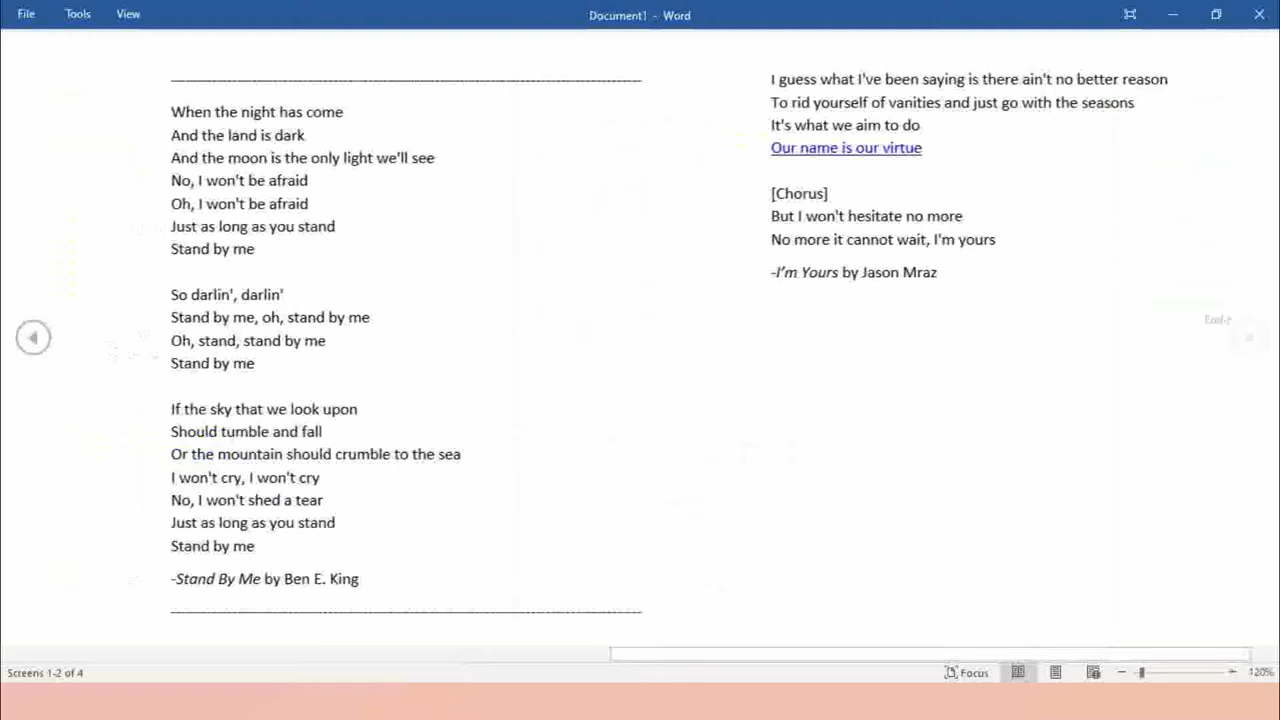 File Tools View Document1 - Word
When the night has come
And the land is dark
And the moon is the only light we'll see
No, I won't be afraid
Oh, I won't be afraid
Just as long as you stand
Stand by me
So darlin', darlin'
Stand by me, oh, stand by me
Oh, stand, stand by me
Stand by me
If the sky that we look upon
Should tumble and fall
Or the mountain should crumble to the sea
I won't cry, I won't cry
No, I won't shed a tear
Just as long as you stand
Stand by me
-Stand By Me by Ben E. King
I guess what I've been saying is there ain't no better reason
To rid yourself of vanities and just go with the seasons
It's what we aim to do
Our name is our virtue
[Chorus]
But I won't hesitate no more
No more it cannot wait, I'm yours
-I'm Yours by Jason Mraz
Screens 1-2 of 4 Focus 120%